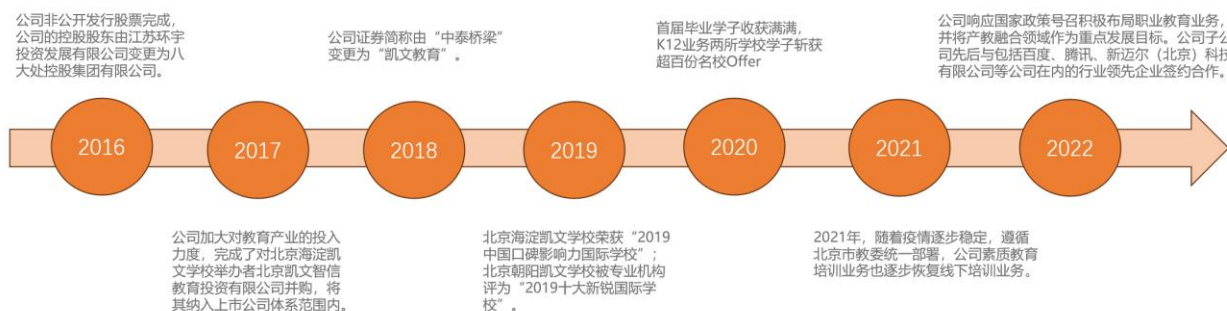 公司非公开发行股票完成，
公司的控股股东由江苏环宇
投资发展有限公司变更为八
大处控股集团有限公司。
公司证券简称由“中泰桥梁”
变更为“凯文教育”。
首届毕业学子收获满满，
K12业务两所学校学子斩获
超百份名校Offer
公司响应国家政策号召积极布局职业教育业务，
并将产教融合领域作为重点发展目标。公司子公
司先后与包括百度、腾讯、新迈尔（北京）科技
有限公司等公司在内的行业领先企业签约合作。
2016
2017
2018
2019
2020
2021
2022
公司加大对教育产业的投入
力度，完成了对北京海淀凯
文学校举办者北京凯文智信
教育投资有限公司并购，将
其纳入上市公司体系范围内。
北京海淀凯文学校荣获“2019
中国口碑影响力国际学校”；
北京朝阳凯文学校被专业机构
评为“2019十大新锐国际学
校”。
2021年，随着疫情逐步稳定，遵循
北京市教委统一部署，公司素质教育
培训业务也逐步恢复线下培训业务。